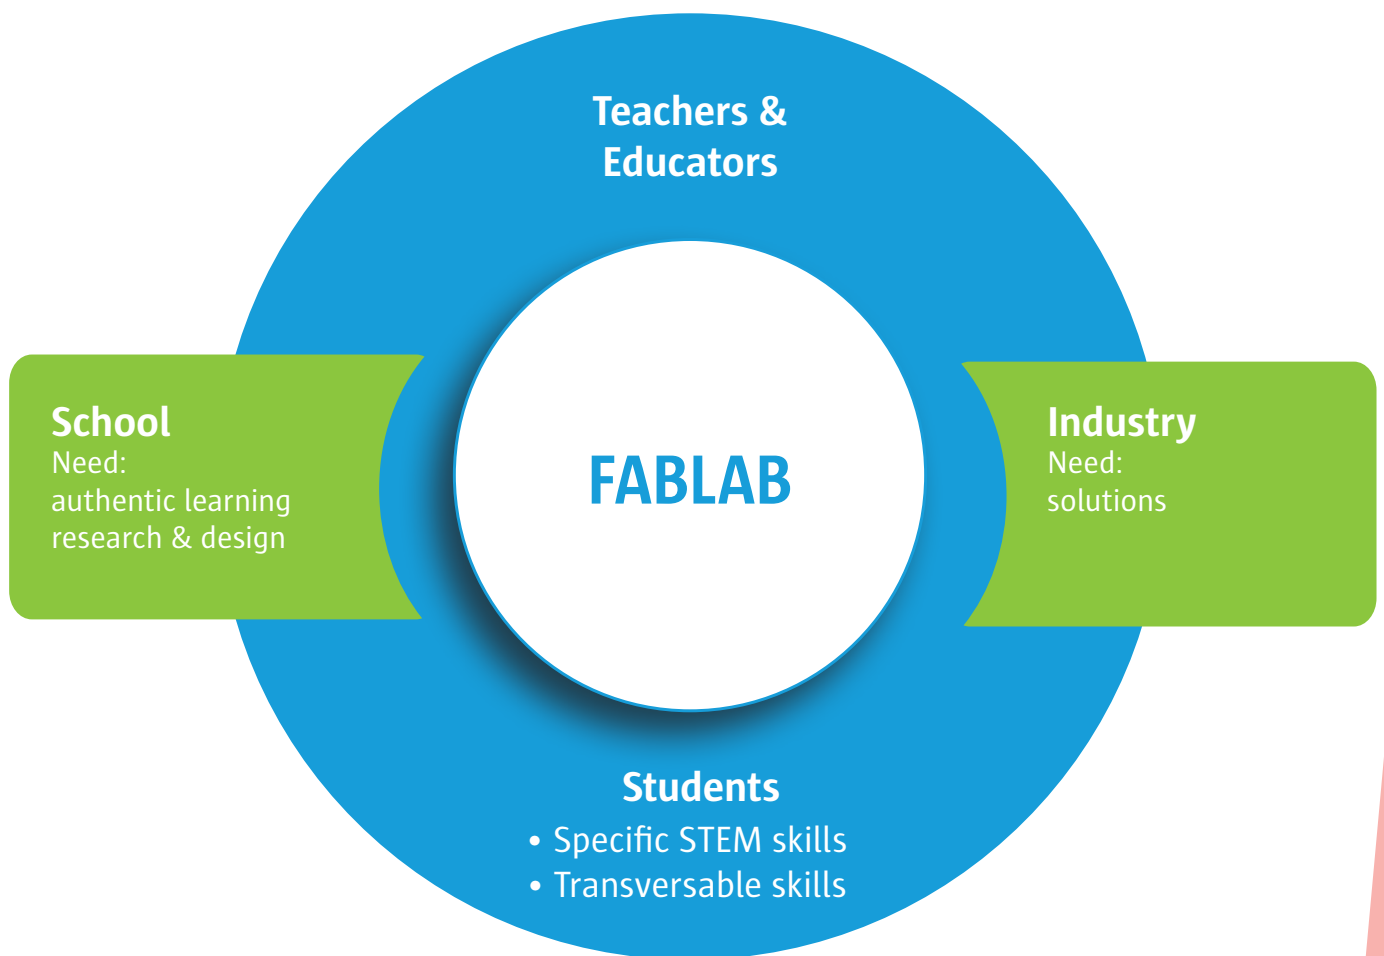 Teachers &
Educators
School
Need:
authentic learning
research & design
FABLAB
Industry
Need:
solutions
Students
• Specific STEM skills
• Transversable skills